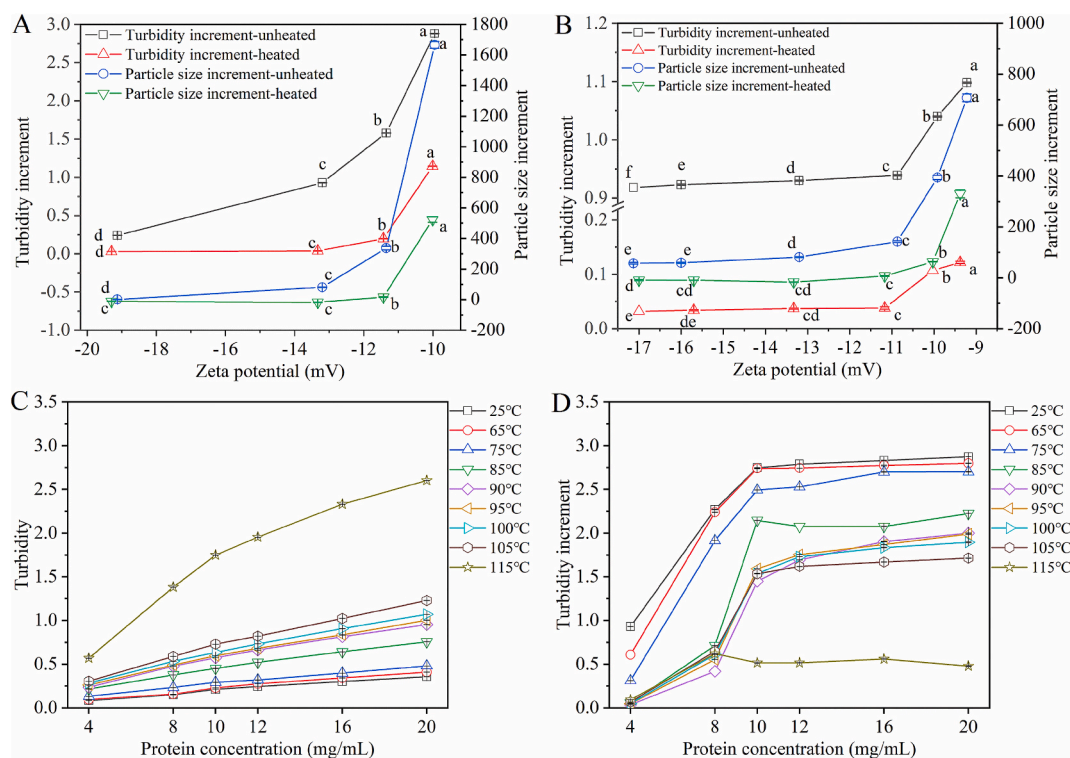 A
3.0
2.5
2.0
1.5
1.0
0.5
0.0
-0.5
-1.0
Turbidity increment
Turbidity increment-unheated
Turbidity increment-heated
Particle size increment-unheated
Particle size increment-heated
d
c
b
a
a
a
d
c
b
b
d
c
c
c
b
a
1800
1600
1400
1200
1000
800
600
400
200
0
-200
Particle size increment
-20
-18
-16
-14
-12
-10
Zeta potential (mV)
B
1.2
1.1
1.0
0.9
0.2
0.1
0.0
Turbidity increment
Turbidity increment-unheated
Turbidity increment-heated
Particle size increment-unheated
Particle size increment-heated
f
e
d
c
b
a
a
b
e
e
d
c
a
b
d
cd
cd
c
b
a
e
de
cd
c
1000
800
600
400
200
0
-200
Particle size increment
-17
-16
-15
-14
-13
-12
-11
-10
-9
Zeta potential (mV)
C
3.5
3.0
2.5
2.0
1.5
1.0
0.5
0.0
Turbidity
4
8
10
12
16
20
Protein concentration (mg/mL)
25℃
65℃
75℃
85℃
90℃
95℃
100℃
105℃
115℃
D
3.5
3.0
2.5
2.0
1.5
1.0
0.5
0.0
Turbidity increment
4
8
10
12
16
20
Protein concentration (mg/mL)
25℃
65℃
75℃
85℃
90℃
95℃
100℃
105℃
115℃